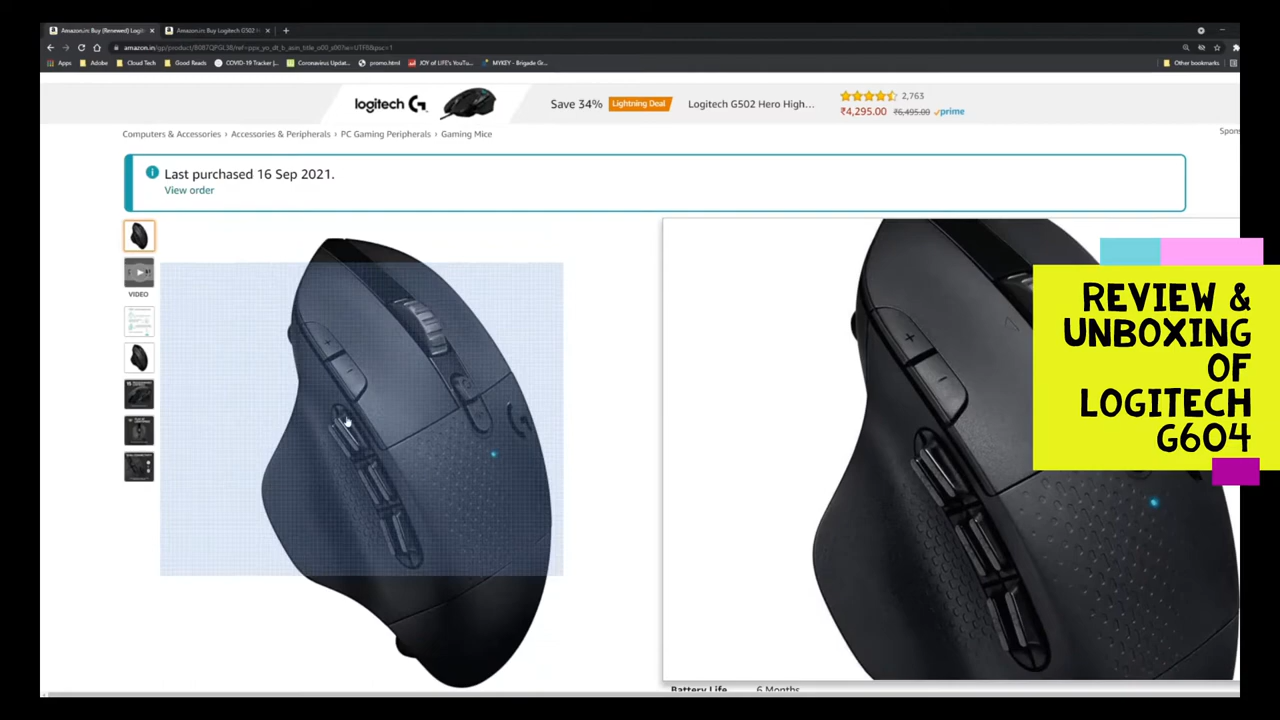 Amazon.in: Buy (Renewed) Logit
Amazon.in: Buy Logitech G502 H
Apps
Adobe
Cloud Tech
Good Reads
COVID-19 Tracker |...
Coronavirus Updat...
promo.html
JOY of LIFE's YouTu...
MYKEY - Brigade Gr...
Other bookmarks
logitech G
Save 34%
Lightning Deal
Logitech G502 Hero High...
2,763
₹4,295.00 ₹6,495.00 prime
Computers & Accessories › Accessories & Peripherals › PC Gaming Peripherals › Gaming Mice
Spons
Last purchased 16 Sep 2021.
View order
VIDEO
REVIEW &
UNBOXING
OF
LOGITECH
G604
Battery Life 6 Months